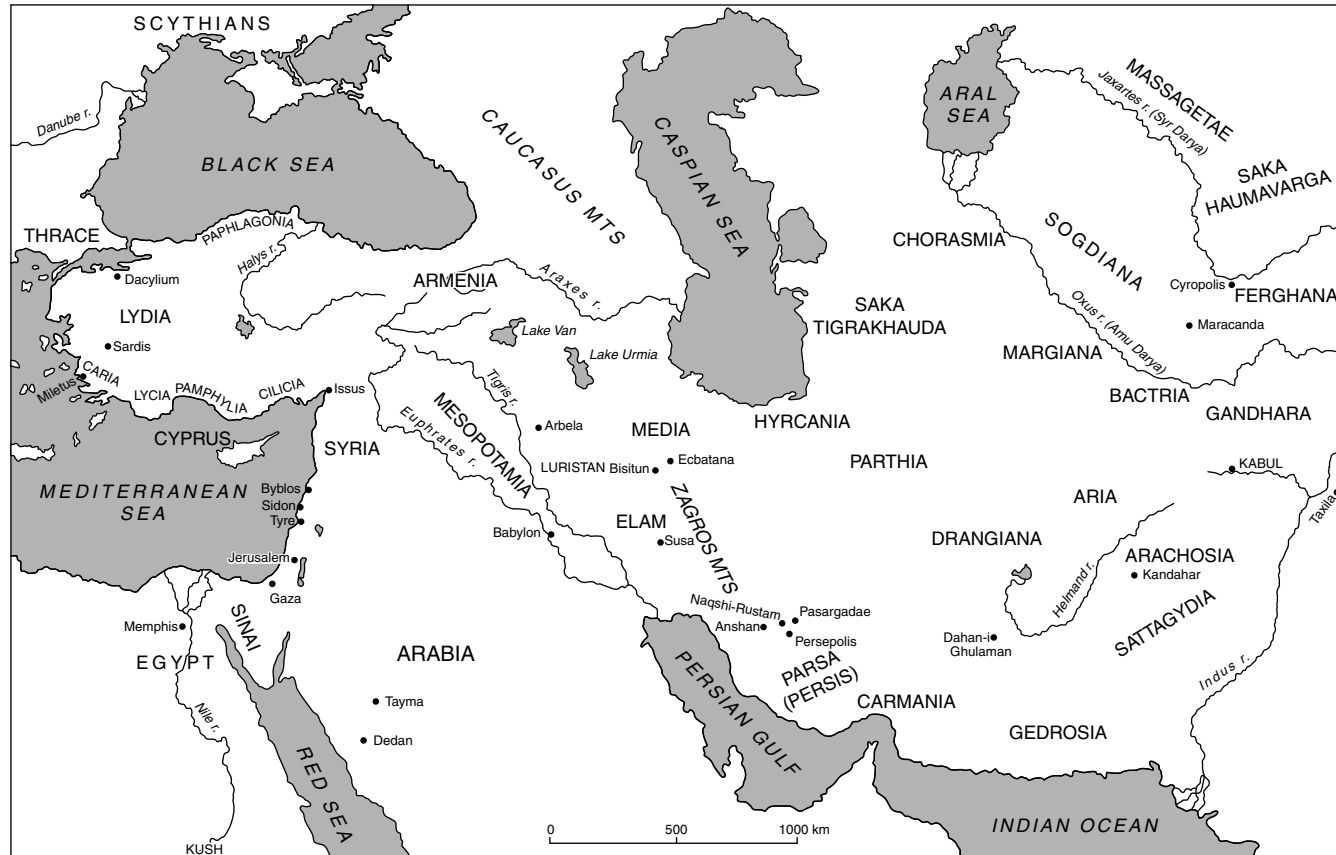 SCYTHIANS
Danube r.
BLACK SEA
CAUCASUS MTS
CASPIAN SEA
ARAL
SEA
MASSAGETAE
Jaxartes r. (Syr Darya)
SAKA
HAUMAVARGA
THRACE
PAPHLAGONIA
Halys r.
CHORASMIA
SOGDIANA
Dacylium
ARMENIA
Araxes r.
Cyropolis
FERGHANA
LYDIA
SAKA
TIGRAKHAUDA
Oxus r. (Amu Darya)
Maracanda
Sardis
Lake Van
Lake Urmia
MARGIANA
CARIA
Miletus
LYCIA
PAMPHYLIA
CILICIA
Issus
Tigris r.
BACTRIA
GANDHARA
MESOPOTAMIA
Euphrates r.
HYRCANIA
CYPRUS
SYRIA
Arbela
MEDIA
LURISTAN
Bisitun
Ecbatana
PARTHIA
KABUL
MEDITERRANEAN
SEA
Byblos
Sidon
Tyre
ZAGROS MTS
ARIA
Taxila
Babylon
ELAM
Susa
DRANGIANA
ARACHOSIA
Kandahar
Helmand r.
Jerusalem
Gaza
SINAI
Memphis
EGYPT
Naqshi-Rustam
Pasargadae
Anshan
Persepolis
Dahan-i
Ghulaman
SATTAGYDIA
ARABIA
PARSA
(PERSIS)
Indus r.
PERSIAN GULF
CARMANIA
Tayma
Nile r.
Dedan
GEDROSIA
RED SEA
KUSH
0 500 1000 km
INDIAN OCEAN